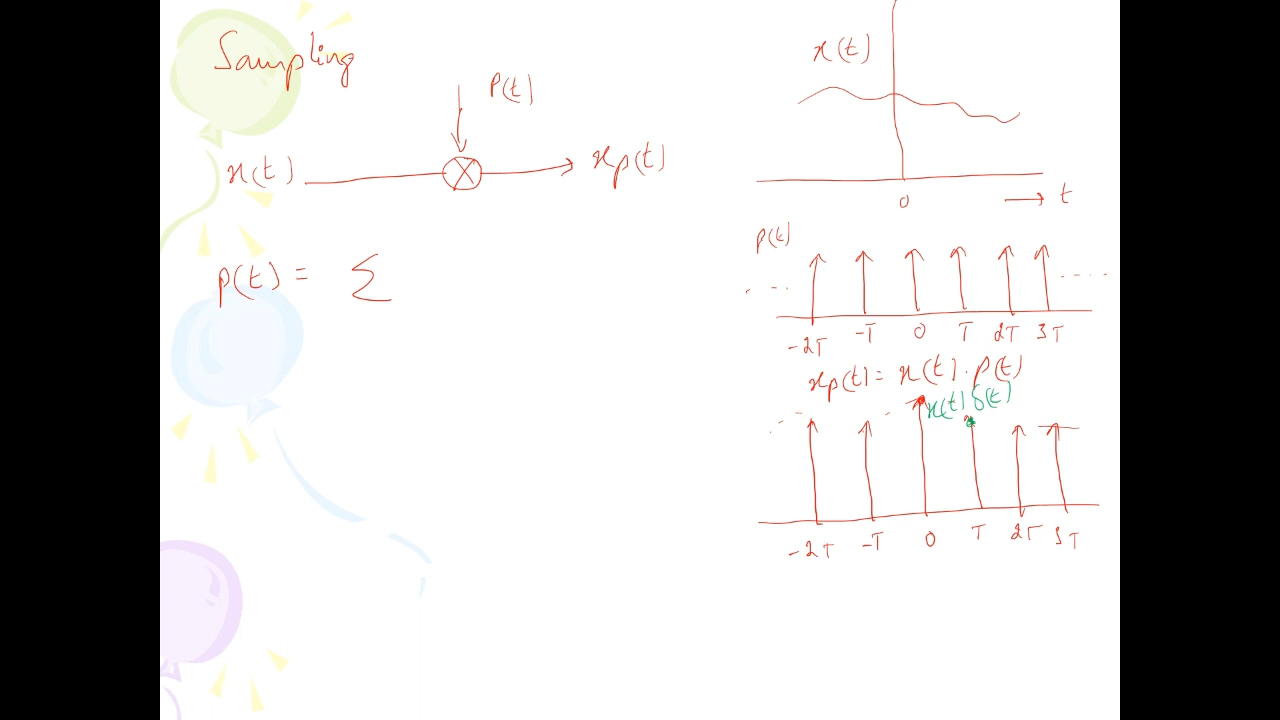 Sampling
P(t)
x(t)
xp(t)
p(t) = Σ
x(t)
0
t
p(t)
-2T -T 0 T 2T 3T
xp(t) = x(t) . p(t)
x(t) δ(t)
-2T -T 0 T 2T 3T